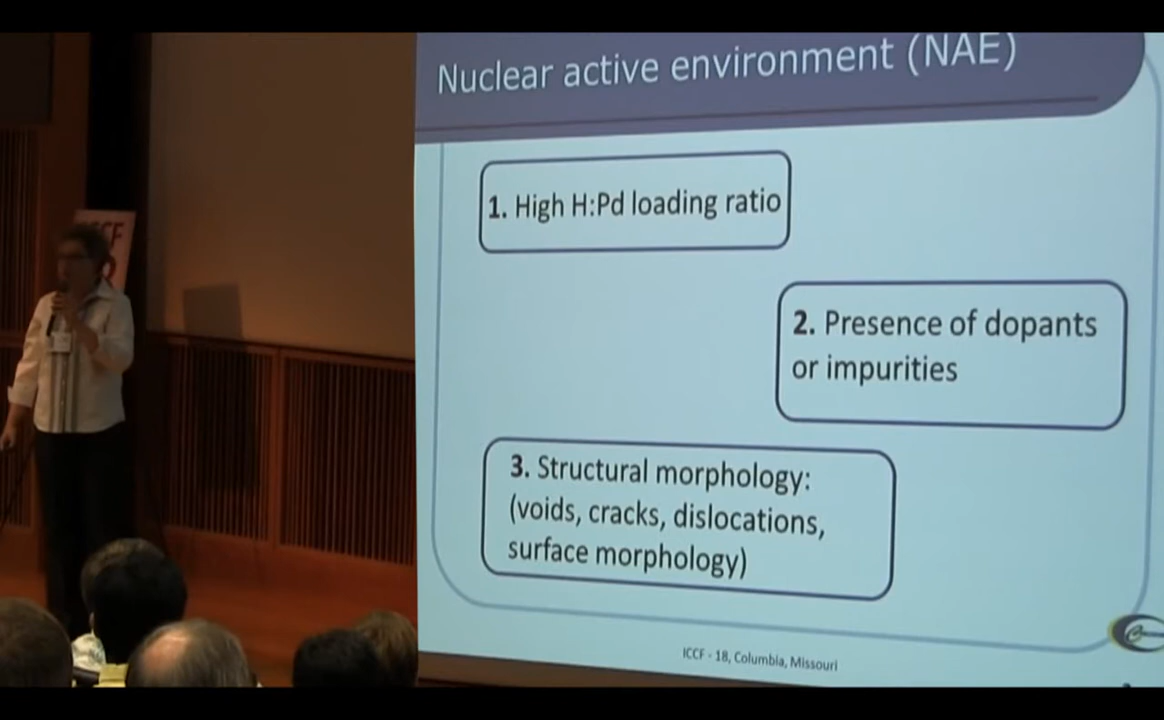 Nuclear active environment (NAE)
1. High H:Pd loading ratio
2. Presence of dopants
or impurities
3. Structural morphology:
(voids, cracks, dislocations,
surface morphology)
ICCF - 18, Columbia, Missouri